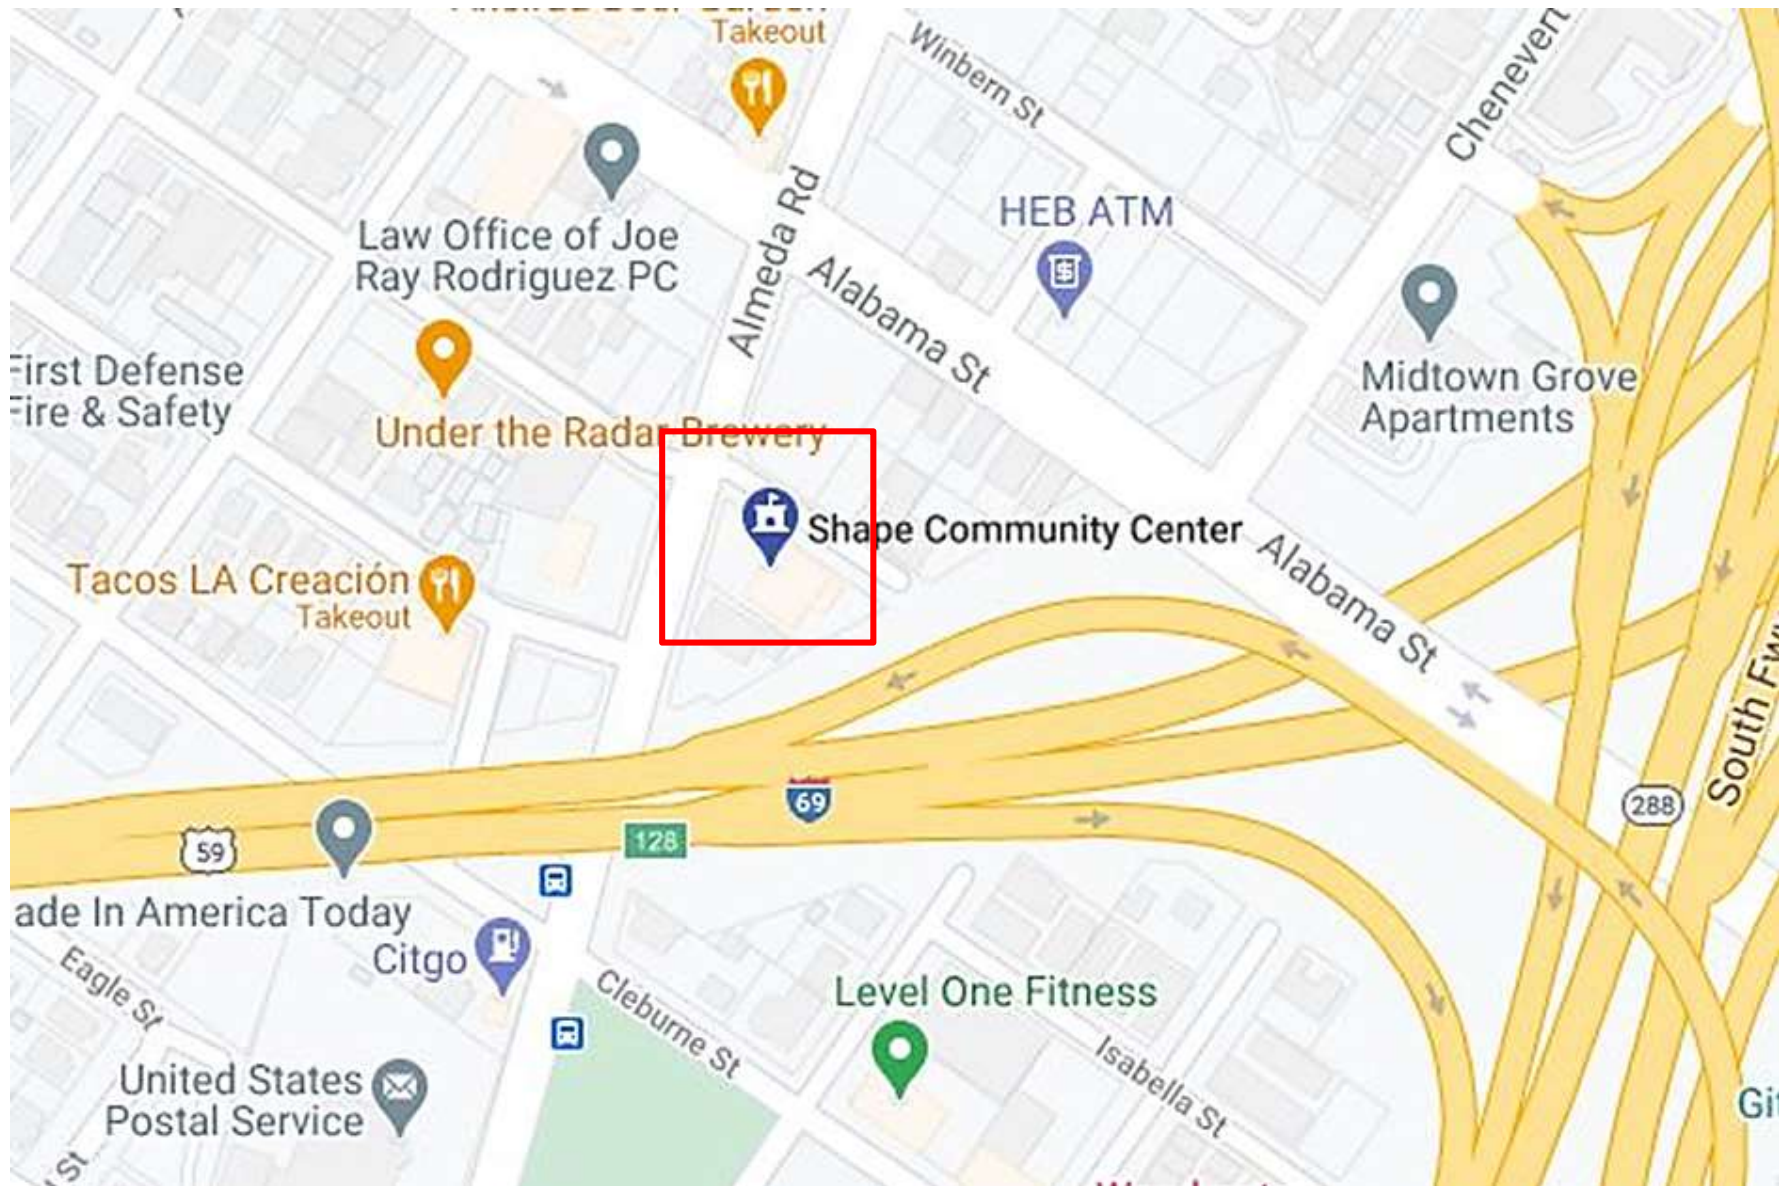 Takeout
Winbern St
Chenevert
Almeda Rd
Law Office of Joe
Ray Rodriguez PC
HEB ATM
Alabama St
First Defense
Fire & Safety
Under the Radar Brewery
Midtown Grove
Apartments
Shape Community Center
Alabama St
Tacos LA Creación
Takeout
South Fwy
69
288
59
128
ade In America Today
Citgo
Eagle St
Cleburne St
Level One Fitness
Isabella St
United States
Postal Service
St